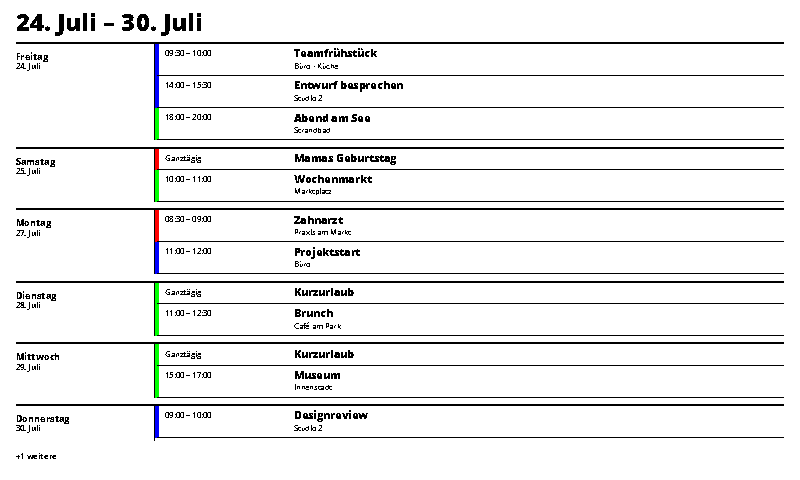 24. Juli – 30. Juli
Freitag
24. Juli
09:30 – 10:00
Teamfrühstück
Büro · Küche
14:00 – 15:30
Entwurf besprechen
Studio 2
18:00 – 20:00
Abend am See
Strandbad
Samstag
25. Juli
Ganztägig
Mamas Geburtstag
10:00 – 11:00
Wochenmarkt
Marktplatz
Montag
27. Juli
08:30 – 09:00
Zahnarzt
Praxis am Markt
11:00 – 12:00
Projektstart
Büro
Dienstag
28. Juli
Ganztägig
Kurzurlaub
11:00 – 12:30
Brunch
Café am Park
Mittwoch
29. Juli
Ganztägig
Kurzurlaub
15:00 – 17:00
Museum
Innenstadt
Donnerstag
30. Juli
09:00 – 10:00
Designreview
Studio 2
+1 weitere